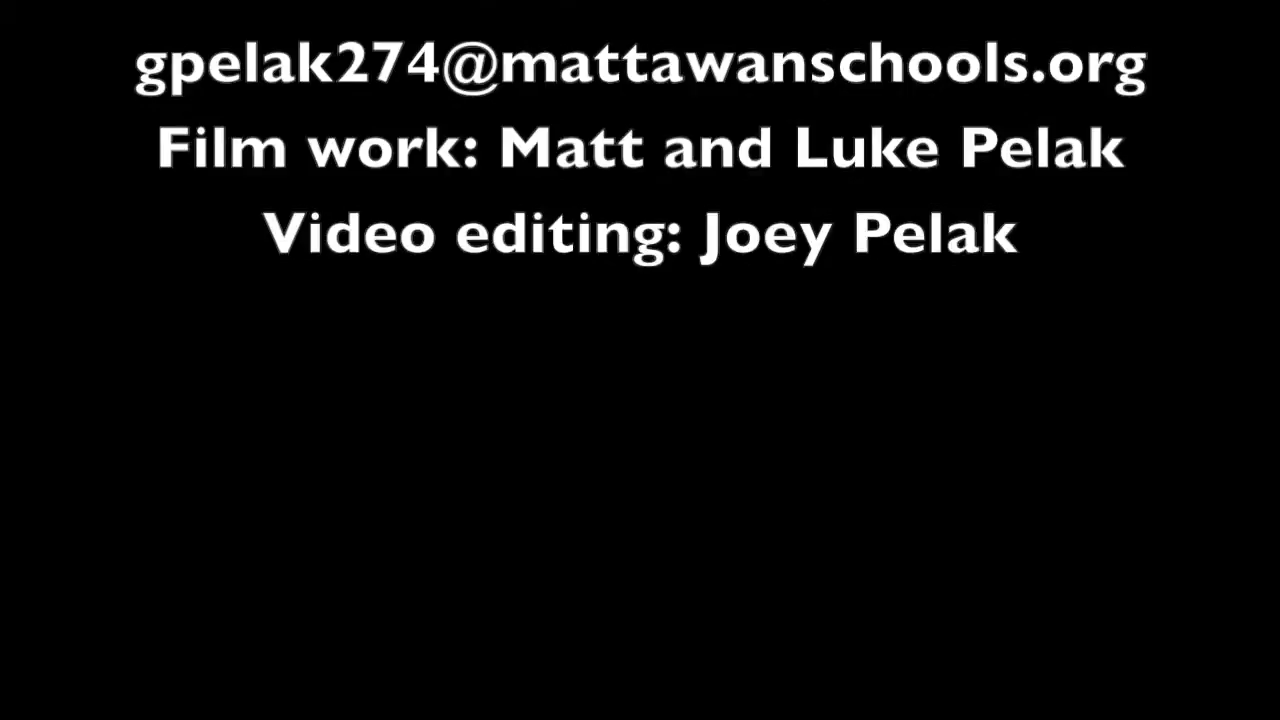 gpelak274@mattawanschools.org
Film work: Matt and Luke Pelak
Video editing: Joey Pelak